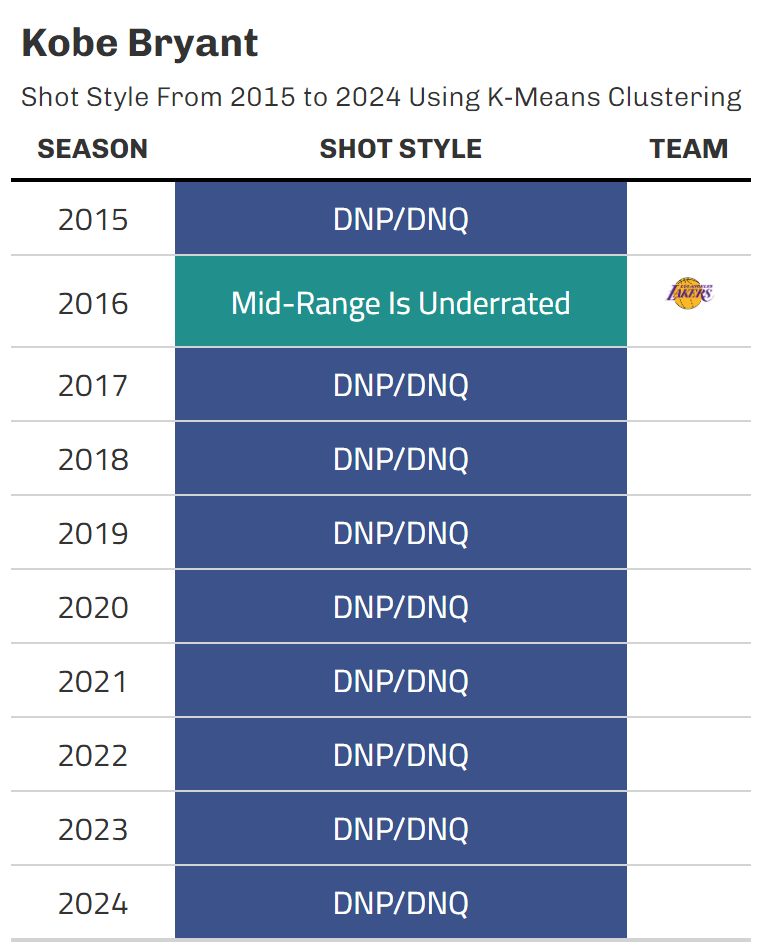 Kobe Bryant
Shot Style From 2015 to 2024 Using K-Means Clustering
SEASON SHOT STYLE TEAM
2015 DNP/DNQ
2016 Mid-Range Is Underrated LOS ANGELES LAKERS
2017 DNP/DNQ
2018 DNP/DNQ
2019 DNP/DNQ
2020 DNP/DNQ
2021 DNP/DNQ
2022 DNP/DNQ
2023 DNP/DNQ
2024 DNP/DNQ